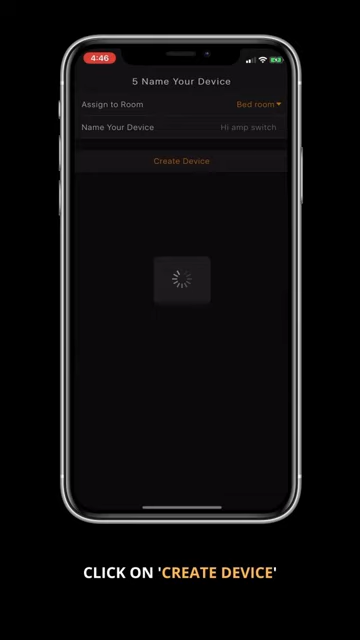 4:46
5 Name Your Device
Assign to Room Bed room
Name Your Device Hi amp switch
Create Device
CLICK ON 'CREATE DEVICE'